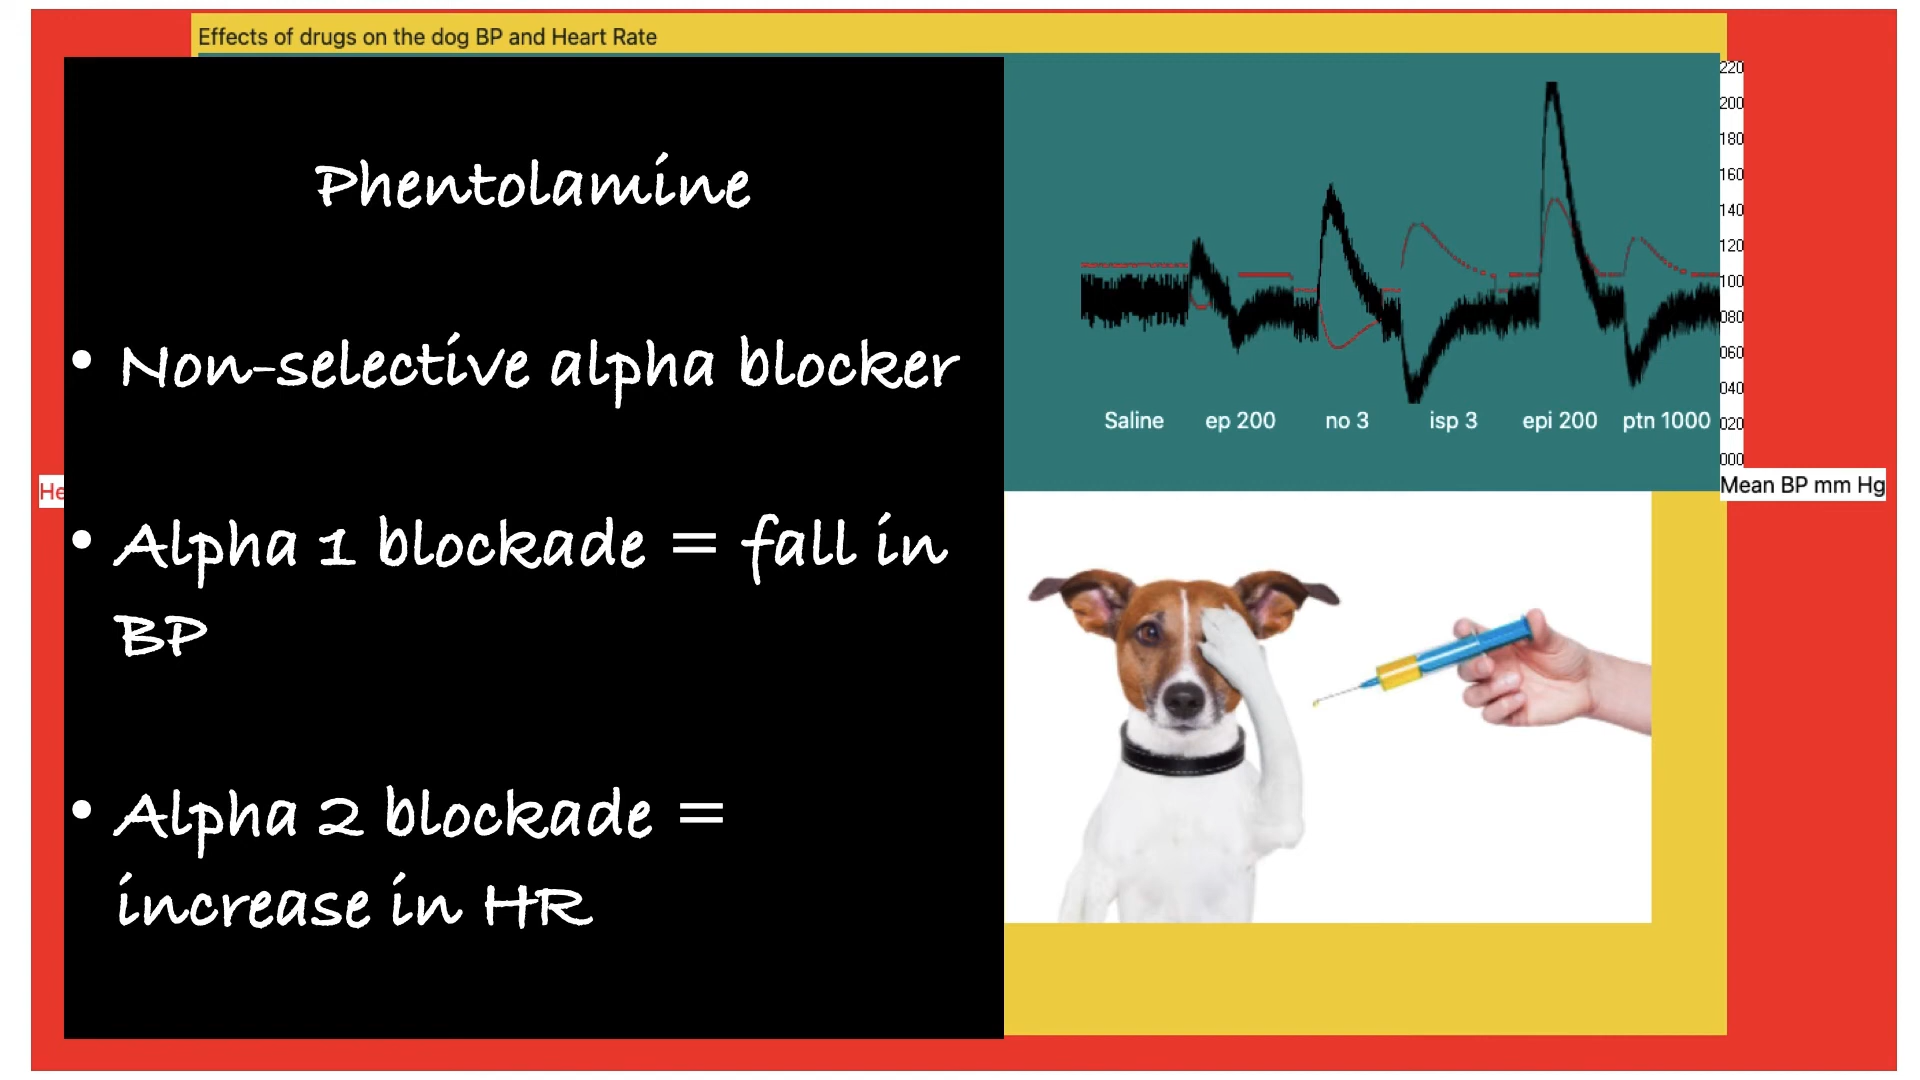 Effects of drugs on the dog BP and Heart Rate
Phentolamine
• Non-selective alpha blocker
• Alpha 1 blockade = fall in
BP
• Alpha 2 blockade =
increase in HR
220
200
180
160
140
120
100
080
060
040
020
000
Saline ep 200 no 3 isp 3 epi 200 ptn 1000
He
Mean BP mm Hg